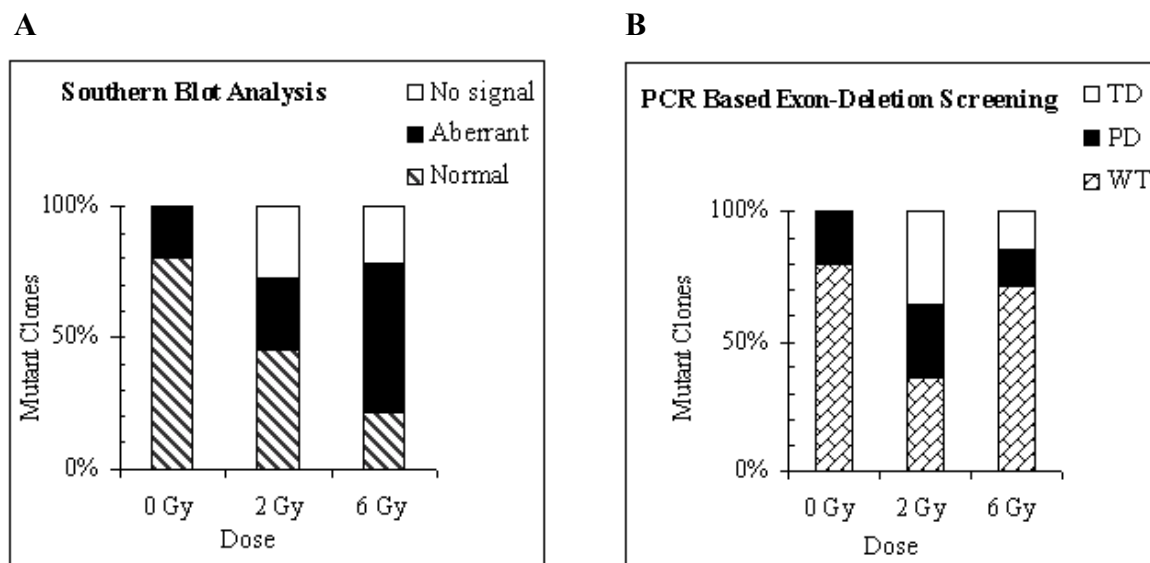 A
Southern Blot Analysis
No signal
Aberrant
Normal
100%
50%
0%
Mutant Clones
0 Gy 2 Gy 6 Gy
Dose
B
PCR Based Exon-Deletion Screening
TD
PD
WT
100%
50%
0%
Mutant Clones
0 Gy 2 Gy 6 Gy
Dose